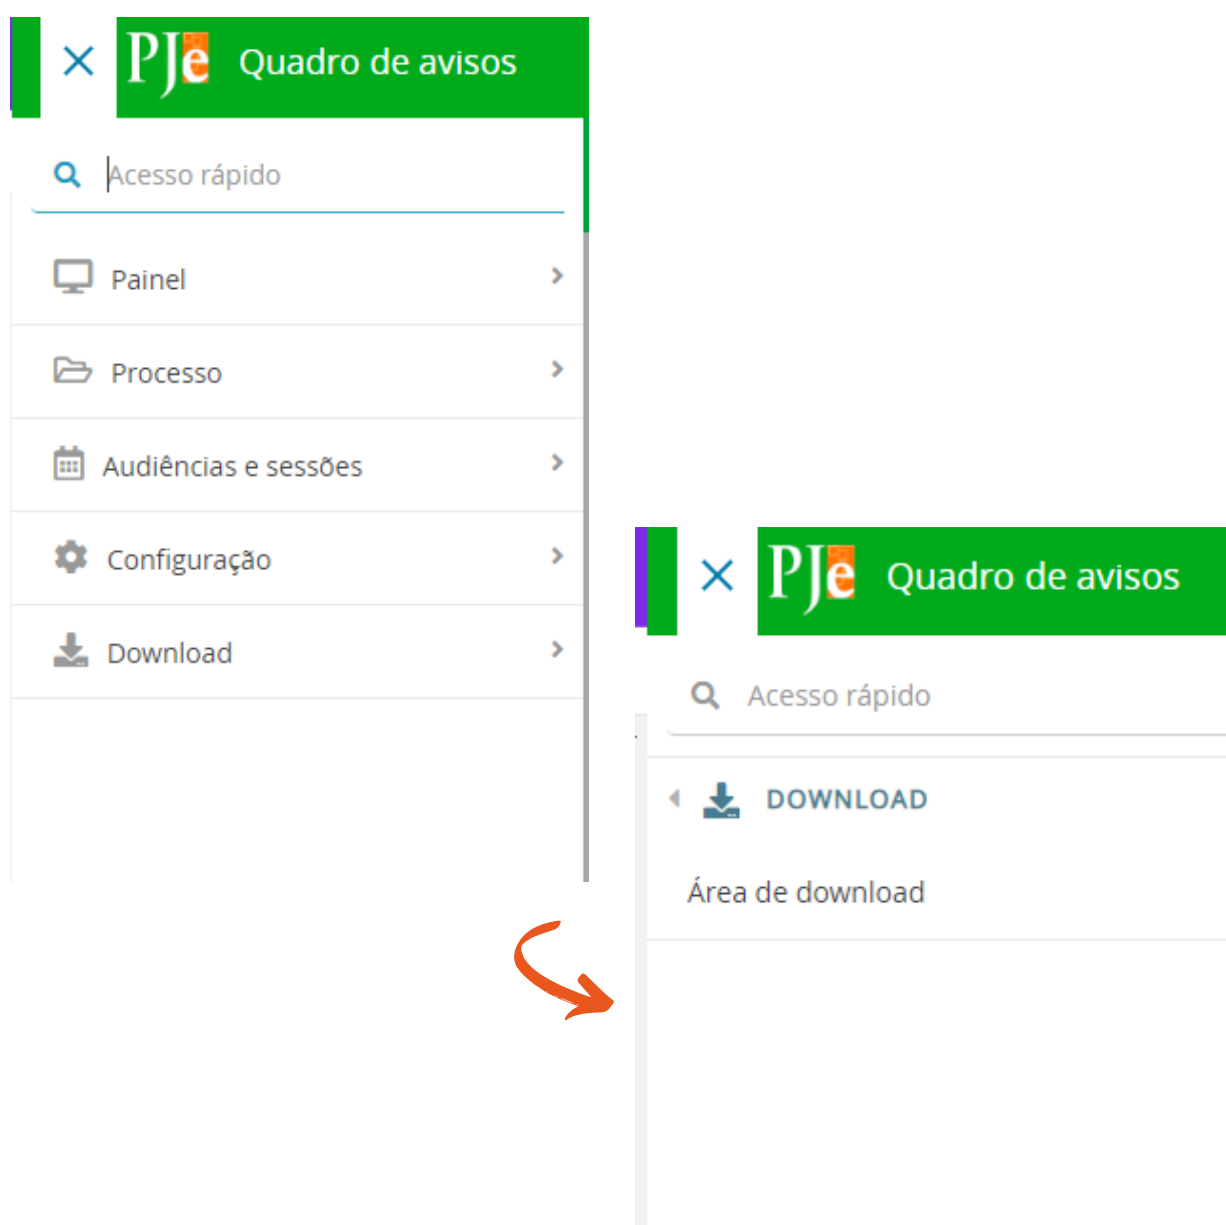 PJe Quadro de avisos
Acesso rápido
Painel
Processo
Audiências e sessões
Configuração
Download
PJe Quadro de avisos
Acesso rápido
DOWNLOAD
Área de download